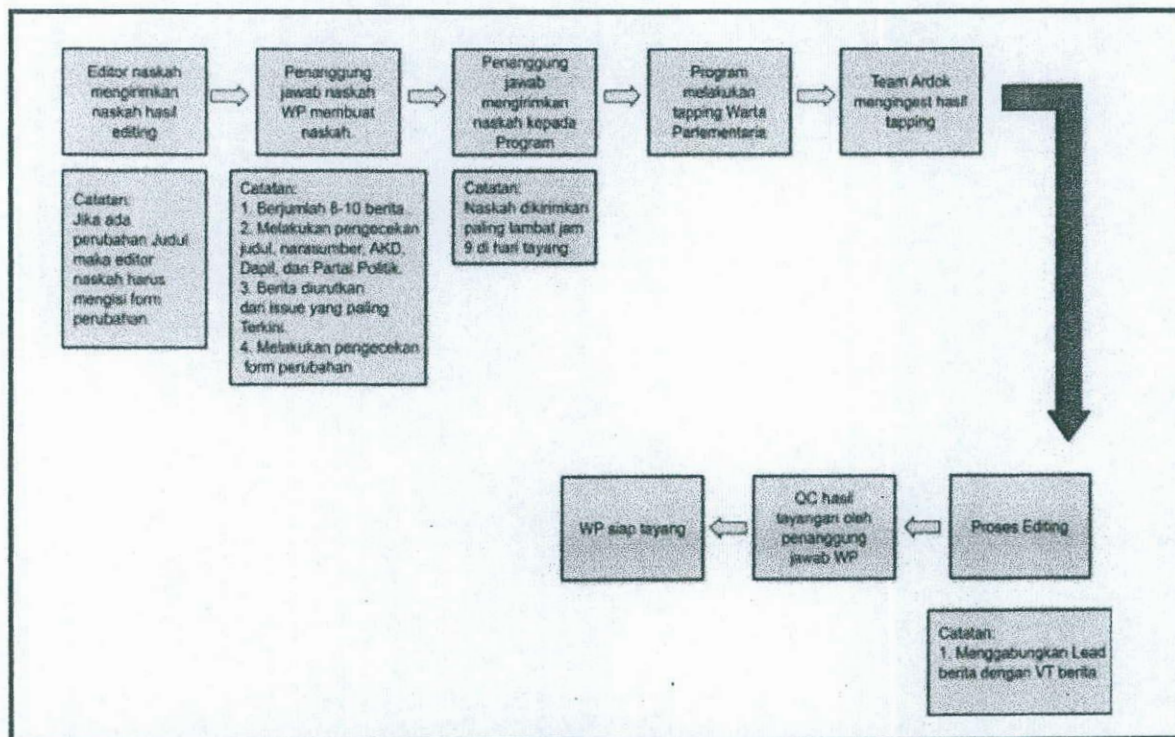 Editor naskah
mengirimkan
naskah hasil
editing
Penanggung
jawab naskah
WP membuat
naskah.
Penanggung
jawab
mengirimkan
naskah kepada
Program
Program
melakukan
tapping Warta
Parlementaria
Team Ardok
mengingest hasil
tapping
Catatan:
Jika ada
perubahan Judul
maka editor
naskah harus
mengisi form
perubahan
Catatan:
1. Berjumlah 8-10 berita.
2. Melakukan pengecekan
judul, narasumber, AKD,
Dapil, dan Partai Politik.
3. Berita diurutkan
dari issue yang paling
Terkini.
4. Melakukan pengecekan
form perubahan
Catatan:
Naskah dikirimkan
paling lambat jam
9 di hari tayang
WP siap tayang
QC hasil
tayangan oleh
penanggung
jawab WP
Proses Editing
Catatan:
1. Menggabungkan Lead
berita dengan VT berita